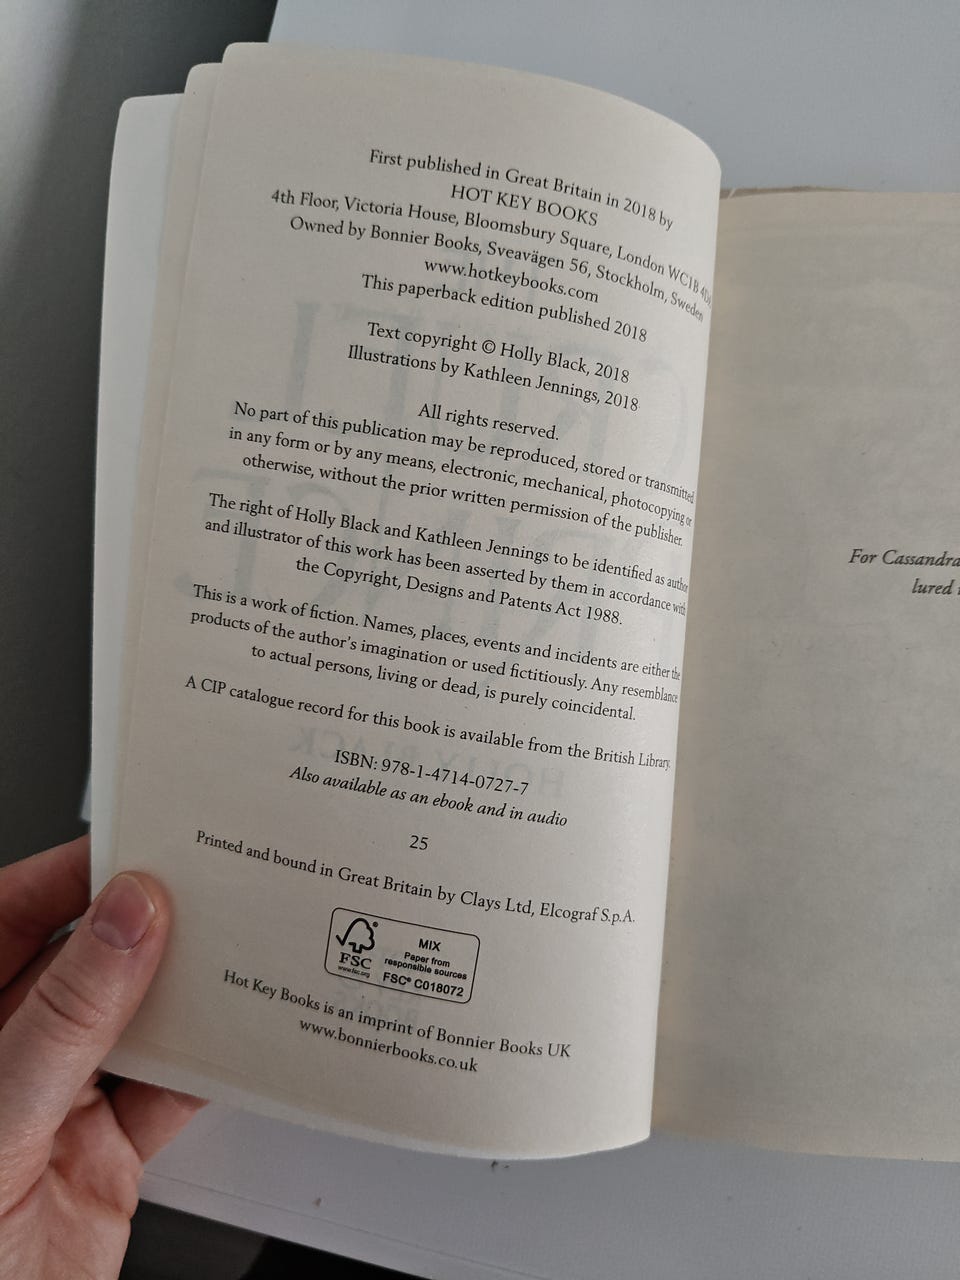 First published in Great Britain in 2018 by
HOT KEY BOOKS
4th Floor, Victoria House, Bloomsbury Square, London WC1B
Owned by Bonnier Books, Sveavägen 56, Stockholm, Sweden
www.hotkeybooks.com
This paperback edition published 2018
Text copyright © Holly Black, 2018
Illustrations by Kathleen Jennings, 2018
All rights reserved.
No part of this publication may be reproduced, stored or transmitted
in any form or by any means, electronic, mechanical, photocopying or
otherwise, without the prior written permission of the publisher.
The right of Holly Black and Kathleen Jennings to be identified as author
and illustrator of this work has been asserted by them in accordance with
the Copyright, Designs and Patents Act 1988.
This is a work of fiction. Names, places, events and incidents are either the
products of the author's imagination or used fictitiously. Any resemblance
to actual persons, living or dead, is purely coincidental.
A CIP catalogue record for this book is available from the British Library.
ISBN: 978-1-4714-0727-7
Also available as an ebook and in audio
25
Printed and bound in Great Britain by Clays Ltd, Elcograf S.p.A.
FSC
www.fsc.org
MIX
Paper from
responsible sources
FSC® C018072
Hot Key Books is an imprint of Bonnier Books UK
www.bonnierbooks.co.uk
For Cassandra
lured